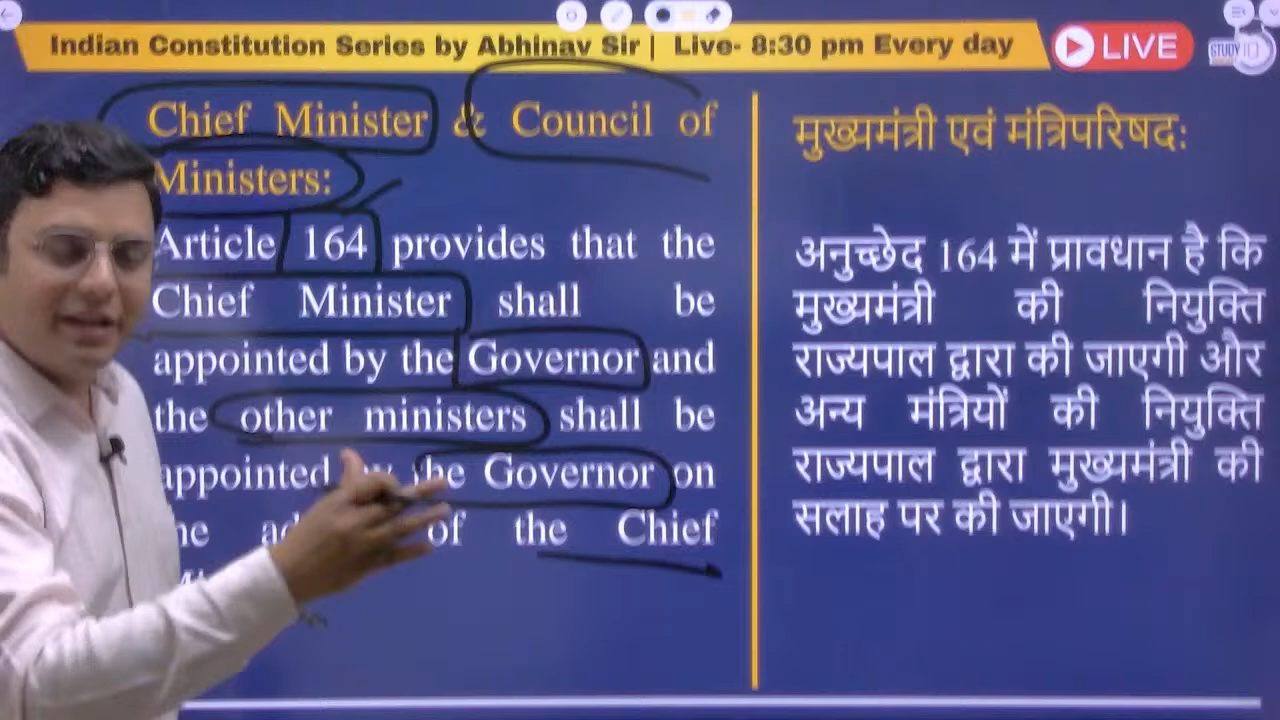 Indian Constitution Series by Abhinav Sir | Live- 8:30 pm Every day
LIVE
STUDY
Chief Minister & Council of
Ministers:
Article 164 provides that the
Chief Minister shall be
appointed by the Governor and
the other ministers shall be
appointed the Governor on
of the Chief
मुख्यमंत्री एवं मंत्रिपरिषदः
अनुच्छेद 164 में प्रावधान है कि
मुख्यमंत्री की नियुक्ति
राज्यपाल द्वारा की जाएगी और
अन्य मंत्रियों की नियुक्ति
राज्यपाल द्वारा मुख्यमंत्री की
सलाह पर की जाएगी।